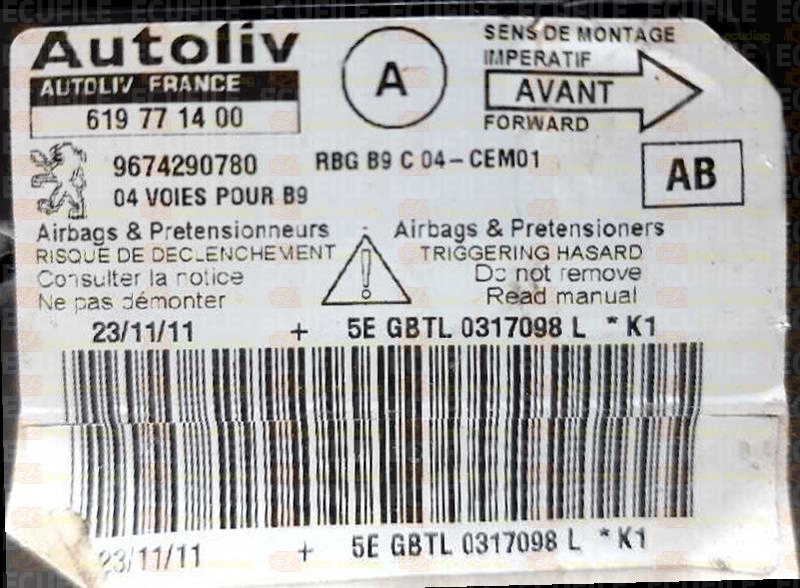 Autoliv
AUTOLIV FRANCE
619 77 14 00
A
SENS DE MONTAGE
IMPERATIF
AVANT
FORWARD
9674290780
RBG B9 C 04-CEM01
04 VOIES POUR B9
AB
Airbags & Pretensionneurs - Airbags & Pretensioners
RISQUE DE DECLENCHEMENT TRIGGERING HASARD
Consulter la notice Do not remove
Ne pas démonter Read manual
23/11/11 + 5E GBTL 0317098 L * K1
23/11/11 + 5E GBTL 0317098 L * K1
ECUFILE
ecudiag